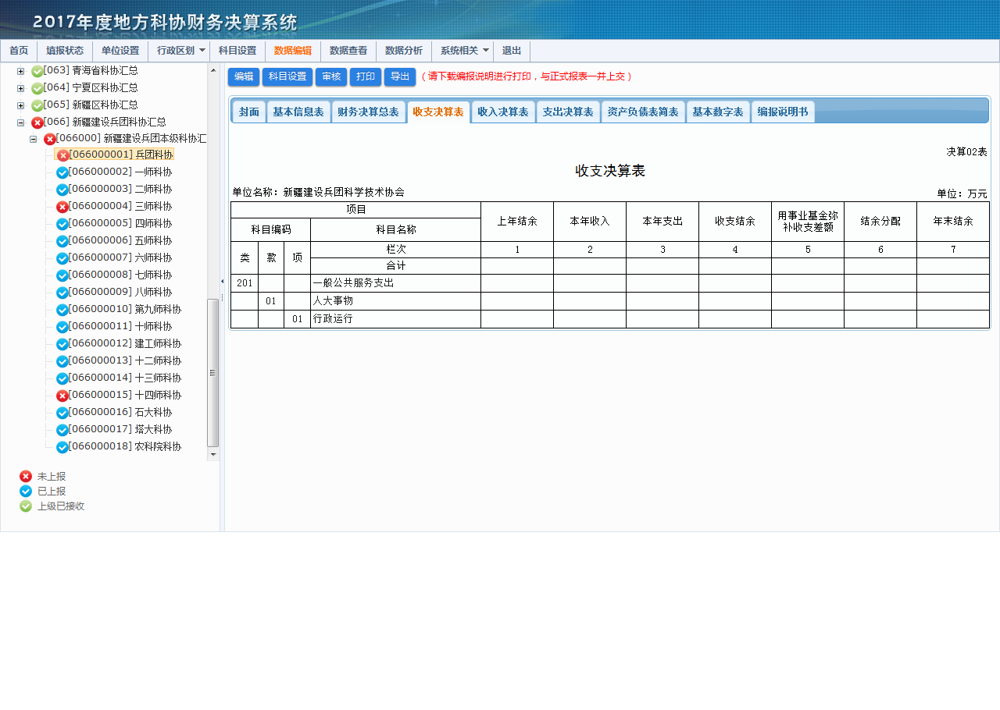 2017年度地方科协财务决算系统
首页 填报状态 单位设置 行政区划 科目设置 数据编辑 数据查看 数据分析 系统相关 退出
[063] 青海省科协汇总
[064] 宁夏区科协汇总
[065] 新疆区科协汇总
[066] 新疆建设兵团科协汇总
[066000] 新疆建设兵团本级科协汇
[066000001] 兵团科协
[066000002] 一师科协
[066000003] 二师科协
[066000004] 三师科协
[066000005] 四师科协
[066000006] 五师科协
[066000007] 六师科协
[066000008] 七师科协
[066000009] 八师科协
[066000010] 第九师科协
[066000011] 十师科协
[066000012] 建工师科协
[066000013] 十二师科协
[066000014] 十三师科协
[066000015] 十四师科协
[066000016] 石大科协
[066000017] 塔大科协
[066000018] 农科院科协
未上报
已上报
上级已接收
编辑 科目设置 审核 打印 导出 （请下载编报说明进行打印，与正式报表一并上交）
封面 基本信息表 财务决算总表 收支决算表 收入决算表 支出决算表 资产负债表简表 基本数字表 编报说明书
决算02表
收支决算表
单位名称：新疆建设兵团科学技术协会 单位：万元
项目 上年结余 本年收入 本年支出 收支结余 用事业基金弥补收支差额 结余分配 年末结余
科目编码 科目名称
类 款 项 栏次 1 2 3 4 5 6 7
合计
201 一般公共服务支出
01 人大事物
01 行政运行